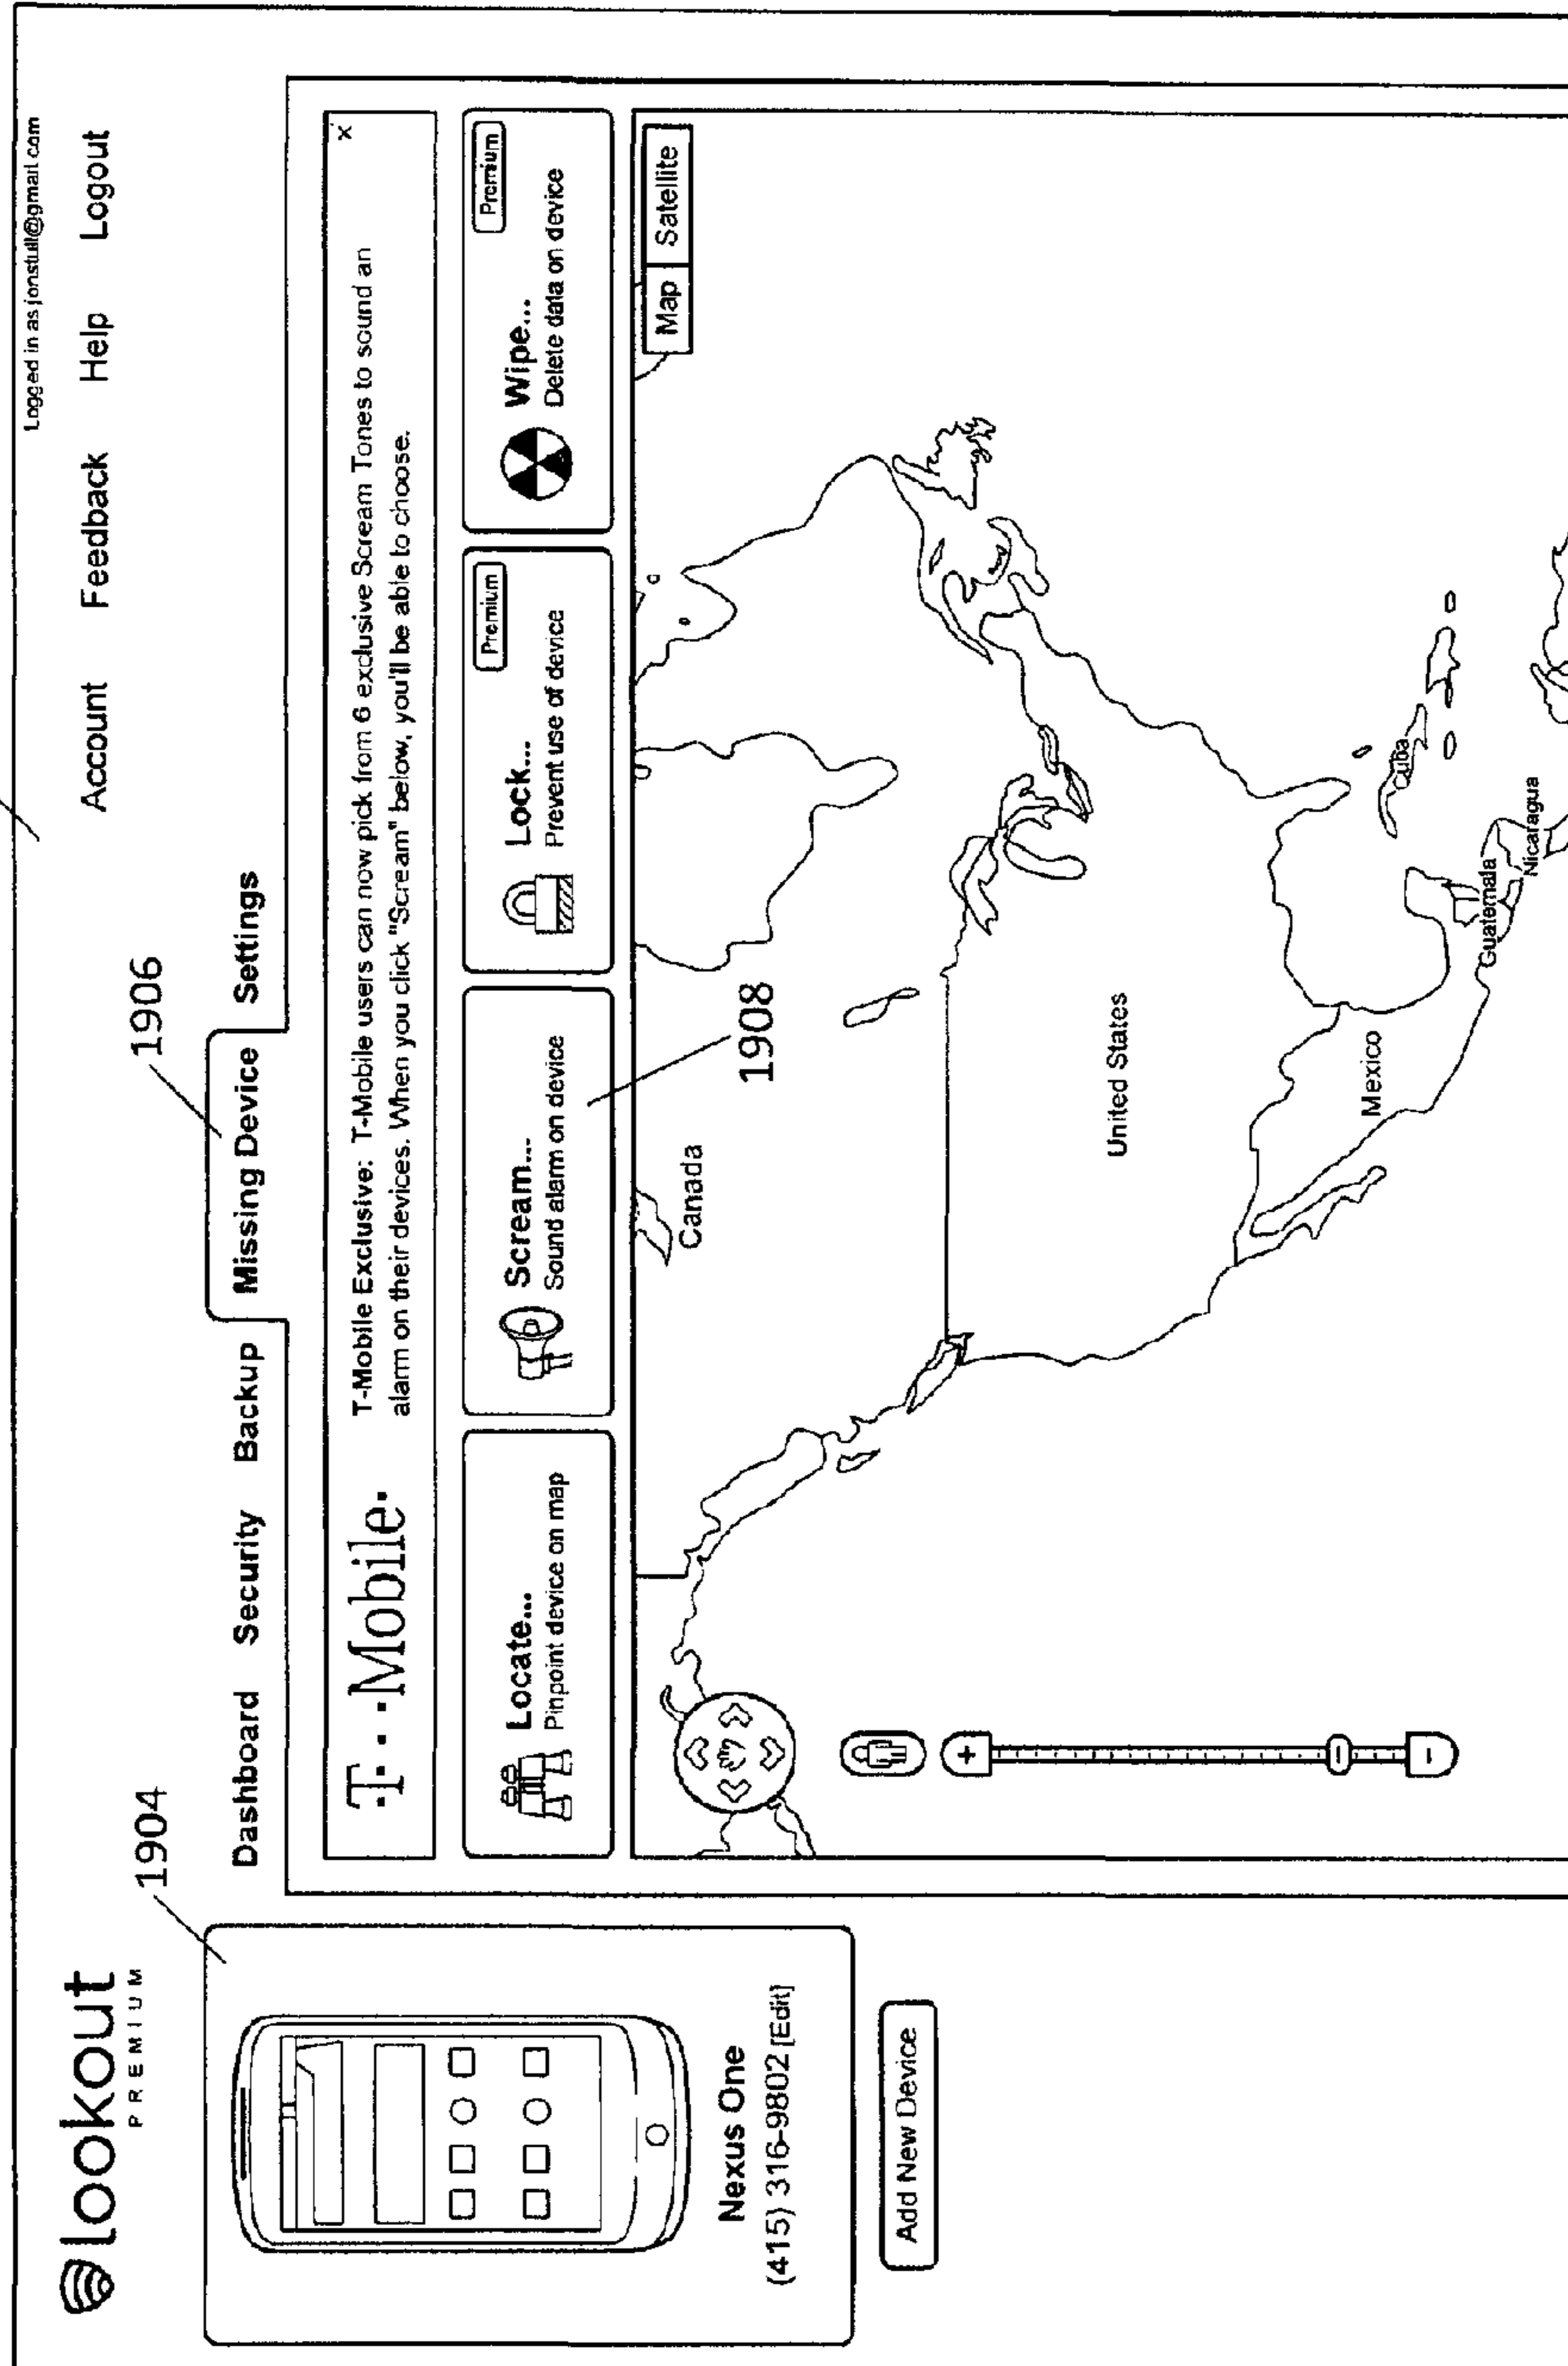 Logged in as jonstull@gmail.com
lookout
PREMIUM
Account Feedback Help Logout
1904
1906
Dashboard Security Backup Missing Device Settings
T··Mobile·
T-Mobile Exclusive: T-Mobile users can now pick from 6 exclusive Scream Tones to sound an
alarm on their devices. When you click "Scream" below, you'll be able to choose.
x
Locate...
Pinpoint device on map
Scream...
Sound alarm on device
Lock...
Prevent use of device
Premium
Wipe...
Delete data on device
Premium
1908
Map Satellite
Canada
United States
Mexico
Cuba
Guatemala
Nicaragua
+
-
Nexus One
(415) 316-9802 [Edit]
Add New Device